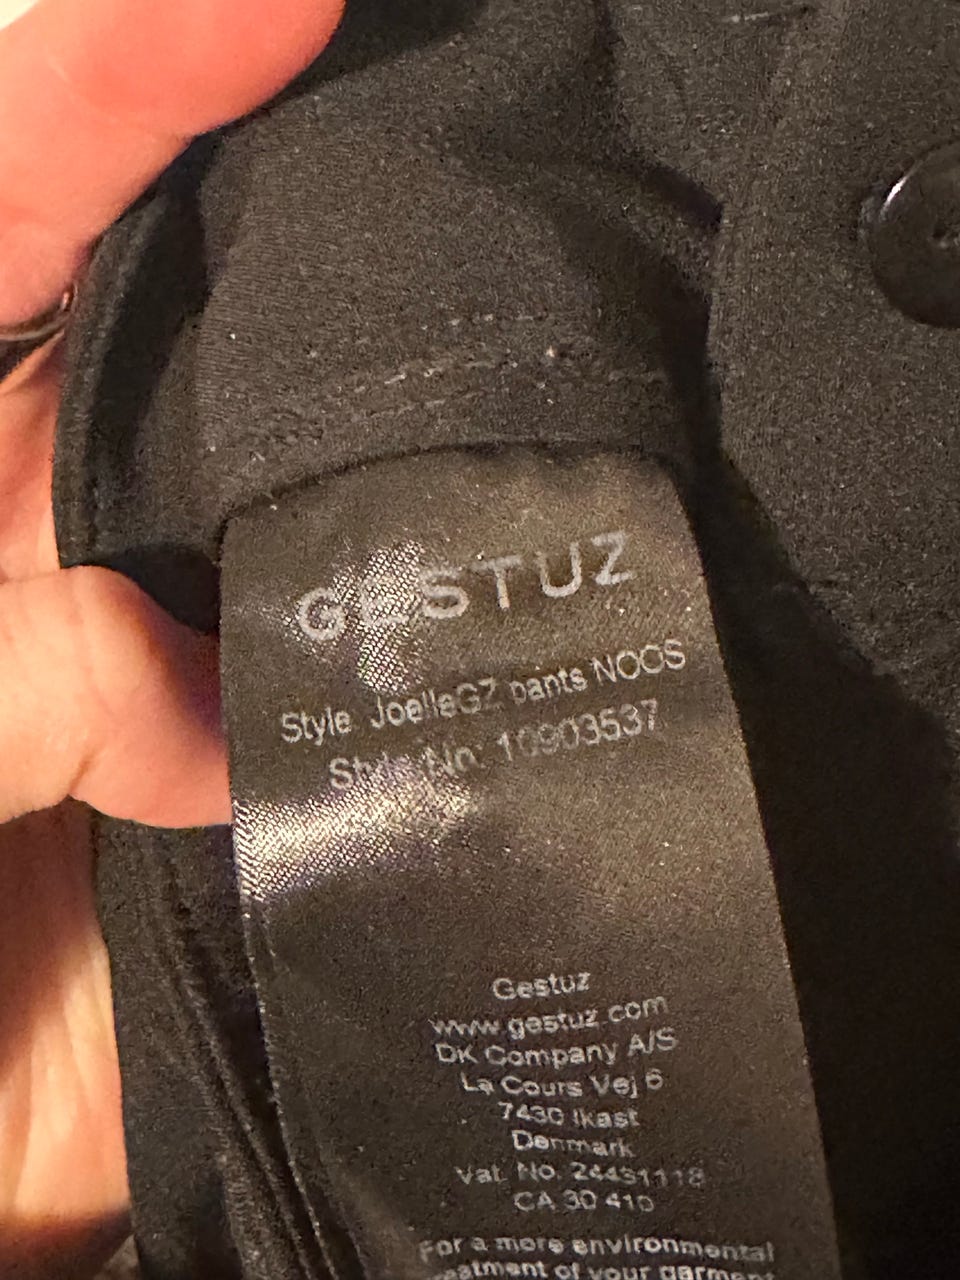 GESTUZ
Style JoelleGZ pants NOOS
Style No: 10903537
Gestuz
www.gestuz.com
DK Company A/S
La Cours Vej 6
7430 Ikast
Denmark
Vat. No. 24431118
CA 30 410
For a more environmental
of your garment